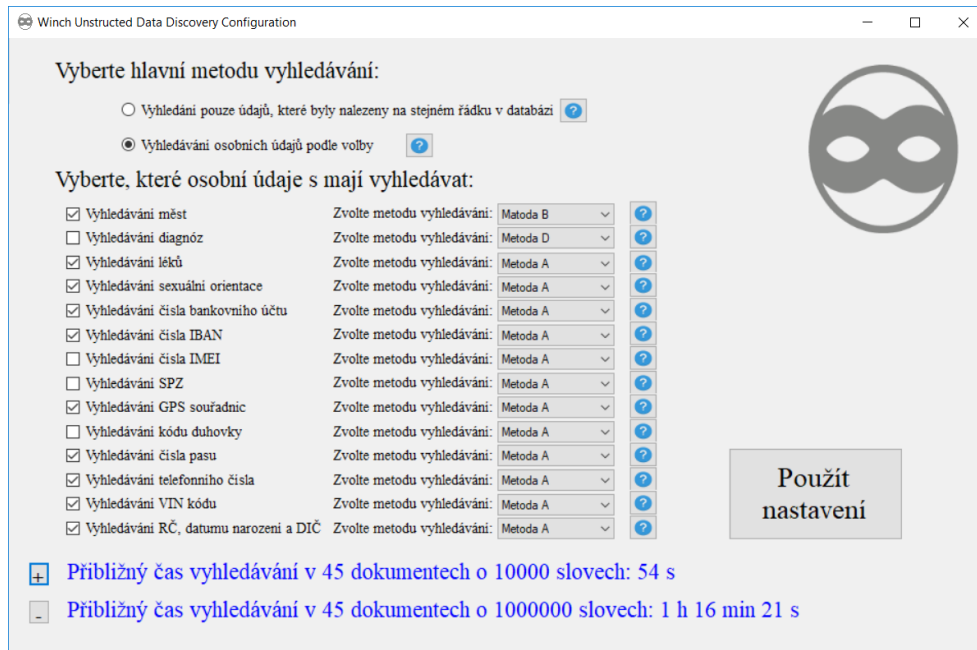 Winch Unstructed Data Discovery Configuration
Vyberte hlavní metodu vyhledávání:
Vyhledání pouze údajů, které byly nalezeny na stejném řádku v databázi ?
Vyhledávání osobních údajů podle volby ?
Vyberte, které osobní údaje s mají vyhledávat:
Vyhledávání měst Zvolte metodu vyhledávání: Matoda B ?
Vyhledávání diagnóz Zvolte metodu vyhledávání: Metoda D ?
Vyhledávání léků Zvolte metodu vyhledávání: Metoda A ?
Vyhledávání sexuální orientace Zvolte metodu vyhledávání: Metoda A ?
Vyhledávání čísla bankovního účtu Zvolte metodu vyhledávání: Metoda A ?
Vyhledávání čísla IBAN Zvolte metodu vyhledávání: Metoda A ?
Vyhledávání čísla IMEI Zvolte metodu vyhledávání: Metoda A ?
Vyhledávání SPZ Zvolte metodu vyhledávání: Metoda A ?
Vyhledávání GPS souřadnic Zvolte metodu vyhledávání: Metoda A ?
Vyhledávání kódu duhovky Zvolte metodu vyhledávání: Metoda A ?
Vyhledávání čísla pasu Zvolte metodu vyhledávání: Metoda A ?
Vyhledávání telefonního čísla Zvolte metodu vyhledávání: Metoda A ?
Vyhledávání VIN kódu Zvolte metodu vyhledávání: Metoda A ?
Vyhledávání RČ, datumu narození a DIČ Zvolte metodu vyhledávání: Metoda A ?
Použít
nastavení
+ Přibližný čas vyhledávání v 45 dokumentech o 10000 slovech: 54 s
- Přibližný čas vyhledávání v 45 dokumentech o 1000000 slovech: 1 h 16 min 21 s